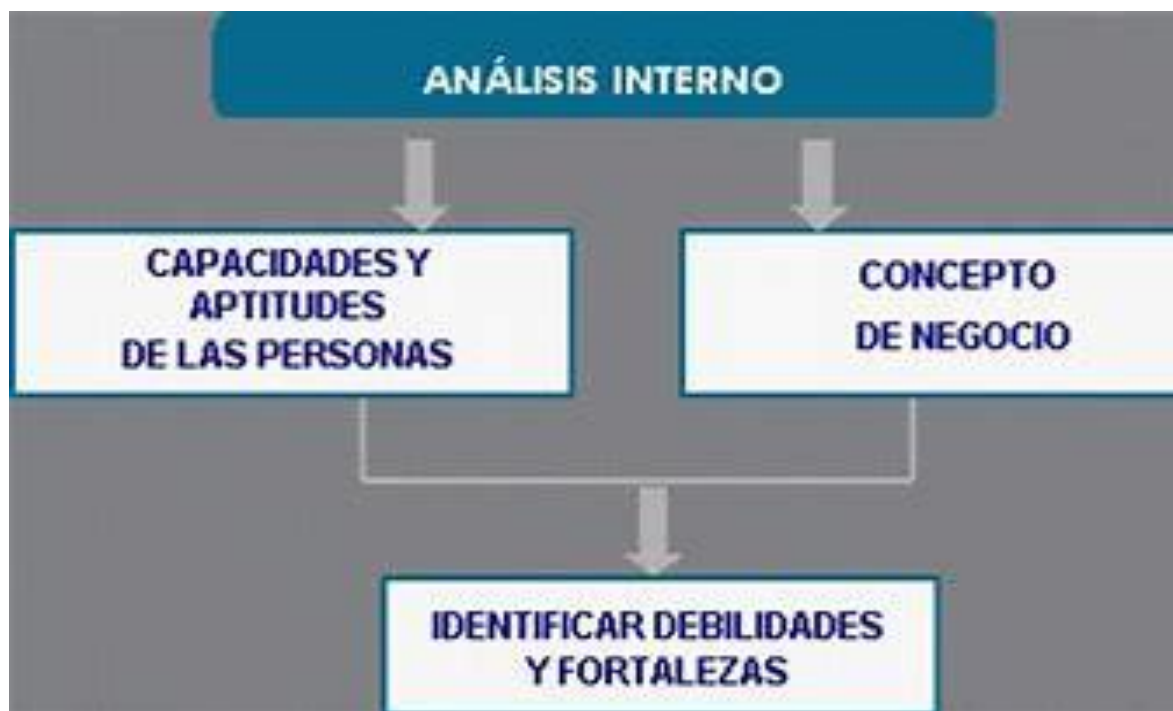 ANÁLISIS INTERNO
CAPACIDADES Y
APTITUDES
DE LAS PERSONAS
CONCEPTO
DE NEGOCIO
IDENTIFICAR DEBILIDADES
Y FORTALEZAS